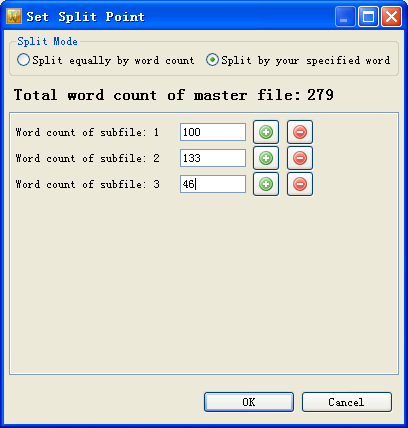 Set Split Point
Split Mode
Split equally by word count Split by your specified word
Total word count of master file: 279
Word count of subfile: 1 100
Word count of subfile: 2 133
Word count of subfile: 3 46
OK Cancel